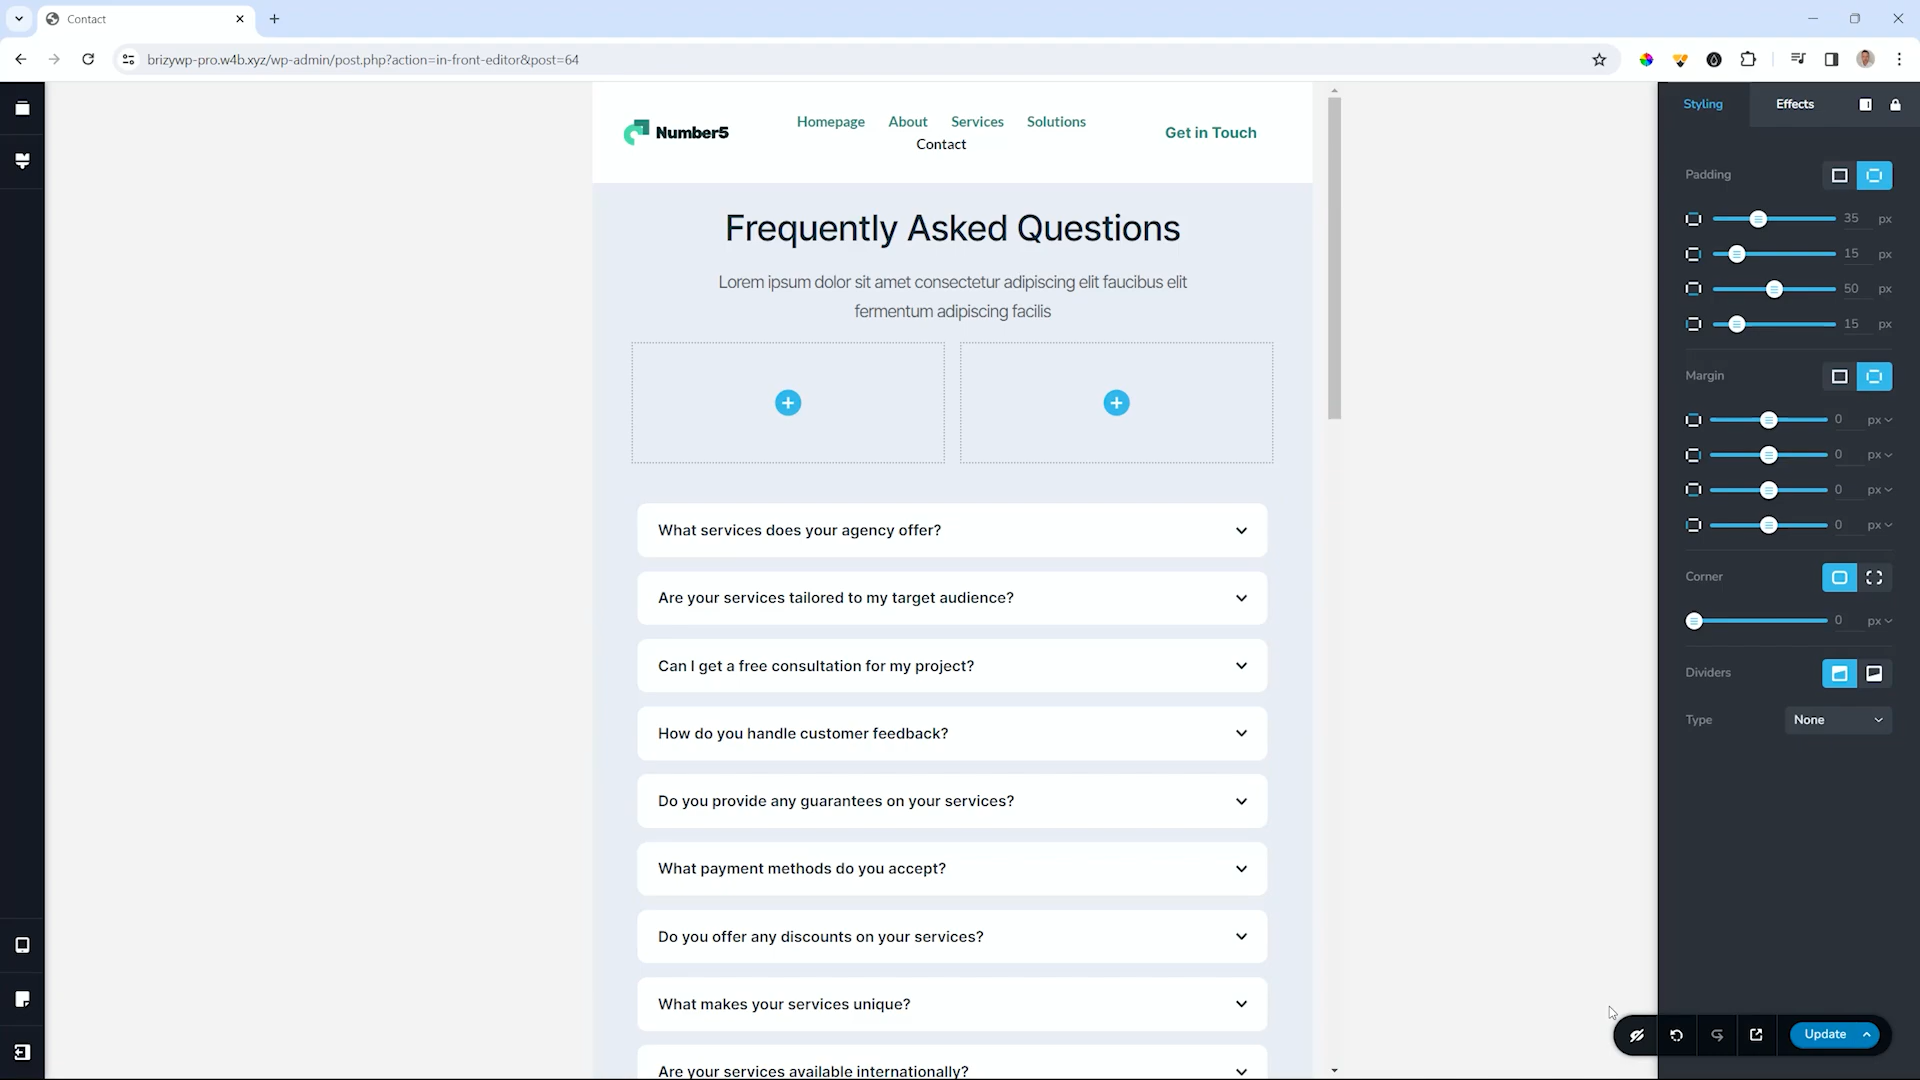 Contact
brizywp-pro.w4b.xyz/wp-admin/post.php?action=in-front-editor&post=64
Number5
Homepage About Services Solutions
Contact
Get in Touch
Frequently Asked Questions
Lorem ipsum dolor sit amet consectetur adipiscing elit faucibus elit
fermentum adipiscing facilis
What services does your agency offer?
Are your services tailored to my target audience?
Can I get a free consultation for my project?
How do you handle customer feedback?
Do you provide any guarantees on your services?
What payment methods do you accept?
Do you offer any discounts on your services?
What makes your services unique?
Are your services available internationally?
Styling Effects
Padding
35 px
15 px
50 px
15 px
Margin
0 px
0 px
0 px
0 px
Corner
0 px
Dividers
Type None
Update